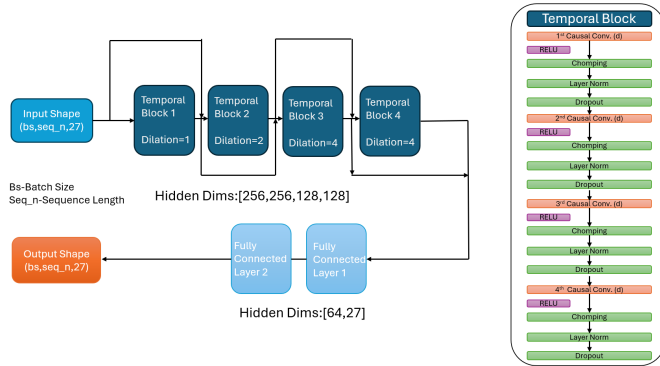 Input Shape
(bs,seq_n,27)
Temporal
Block 1
Dilation=1
Temporal
Block 2
Dilation=2
Temporal
Block 3
Dilation=4
Temporal
Block 4
Dilation=4
Bs-Batch Size
Seq_n-Sequence Length
Hidden Dims:[256,256,128,128]
Output Shape
(bs,seq_n,27)
Fully
Connected
Layer 2
Fully
Connected
Layer 1
Hidden Dims:[64,27]
Temporal Block
1st Causal Conv. (d)
RELU
Chomping
Layer Norm
Dropout
2nd Causal Conv. (d)
RELU
Chomping
Layer Norm
Dropout
3rd Causal Conv. (d)
RELU
Chomping
Layer Norm
Dropout
4th Causal Conv. (d)
RELU
Chomping
Layer Norm
Dropout